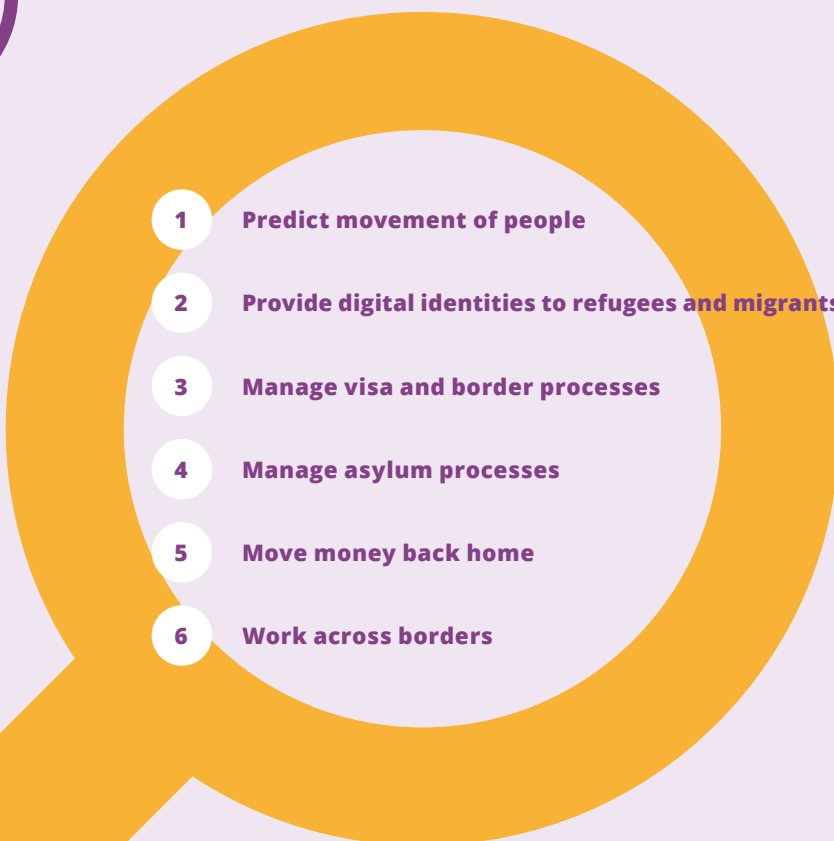 1 Predict movement of people
2 Provide digital identities to refugees and migrants
3 Manage visa and border processes
4 Manage asylum processes
5 Move money back home
6 Work across borders